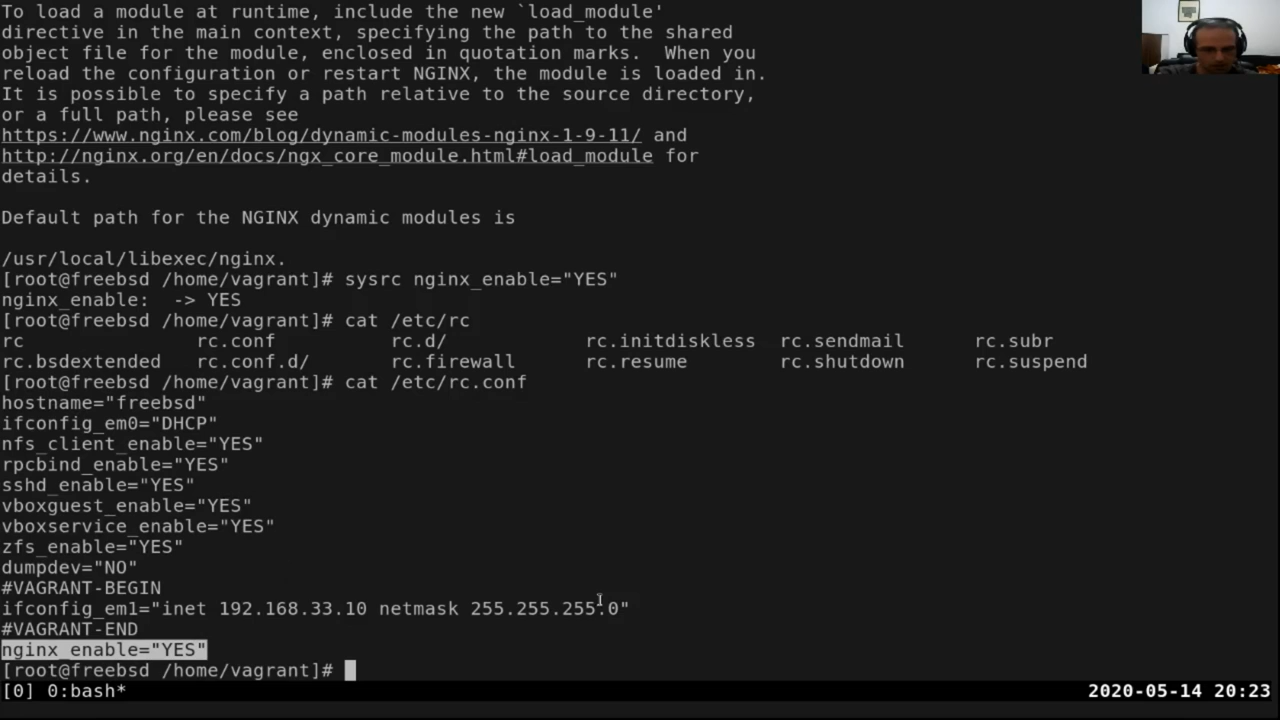 To load a module at runtime, include the new `load_module'
directive in the main context, specifying the path to the shared
object file for the module, enclosed in quotation marks.  When you
reload the configuration or restart NGINX, the module is loaded in.
It is possible to specify a path relative to the source directory,
or a full path, please see
https://www.nginx.com/blog/dynamic-modules-nginx-1-9-11/ and
http://nginx.org/en/docs/ngx_core_module.html#load_module for
details.
Default path for the NGINX dynamic modules is
/usr/local/libexec/nginx.
[root@freebsd /home/vagrant]# sysrc nginx_enable="YES"
nginx_enable:  -> YES
[root@freebsd /home/vagrant]# cat /etc/rc
rc               rc.conf          rc.d/            rc.initdiskless  rc.sendmail      rc.subr
rc.bsdextended   rc.conf.d/       rc.firewall      rc.resume        rc.shutdown      rc.suspend
[root@freebsd /home/vagrant]# cat /etc/rc.conf
hostname="freebsd"
ifconfig_em0="DHCP"
nfs_client_enable="YES"
rpcbind_enable="YES"
sshd_enable="YES"
vboxguest_enable="YES"
vboxservice_enable="YES"
zfs_enable="YES"
dumpdev="NO"
#VAGRANT-BEGIN
ifconfig_em1="inet 192.168.33.10 netmask 255.255.255.0"
#VAGRANT-END
nginx_enable="YES"
[root@freebsd /home/vagrant]#
[0] 0:bash* 2020-05-14 20:23